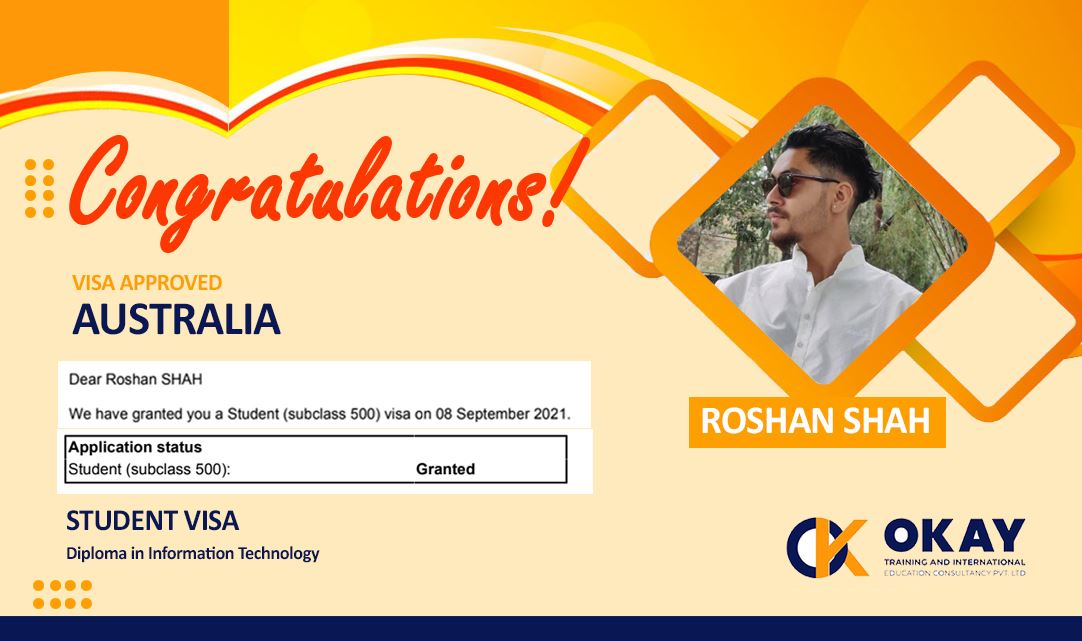 Congratulations!
VISA APPROVED
AUSTRALIA
Dear Roshan SHAH
We have granted you a Student (subclass 500) visa on 08 September 2021.
Application status
Student (subclass 500): Granted
STUDENT VISA
Diploma in Information Technology
ROSHAN SHAH
OK OKAY
TRAINING AND INTERNATIONAL
EDUCATION CONSULTANCY PVT. LTD